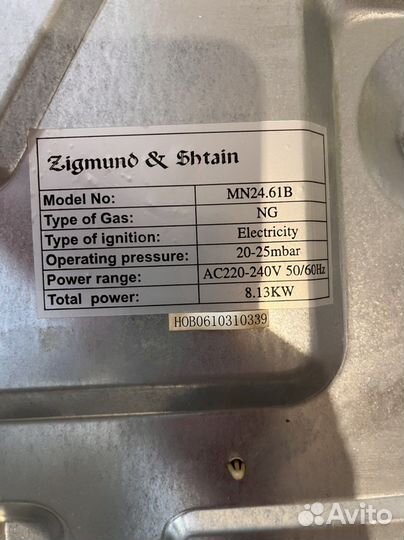 Zigmund & Shtain
Model No: MN24.61B
Type of Gas: NG
Type of ignition: Electricity
Operating pressure: 20-25mbar
Power range: AC220-240V 50/60Hz
Total power: 8.13KW
HOB0610310339
Avito